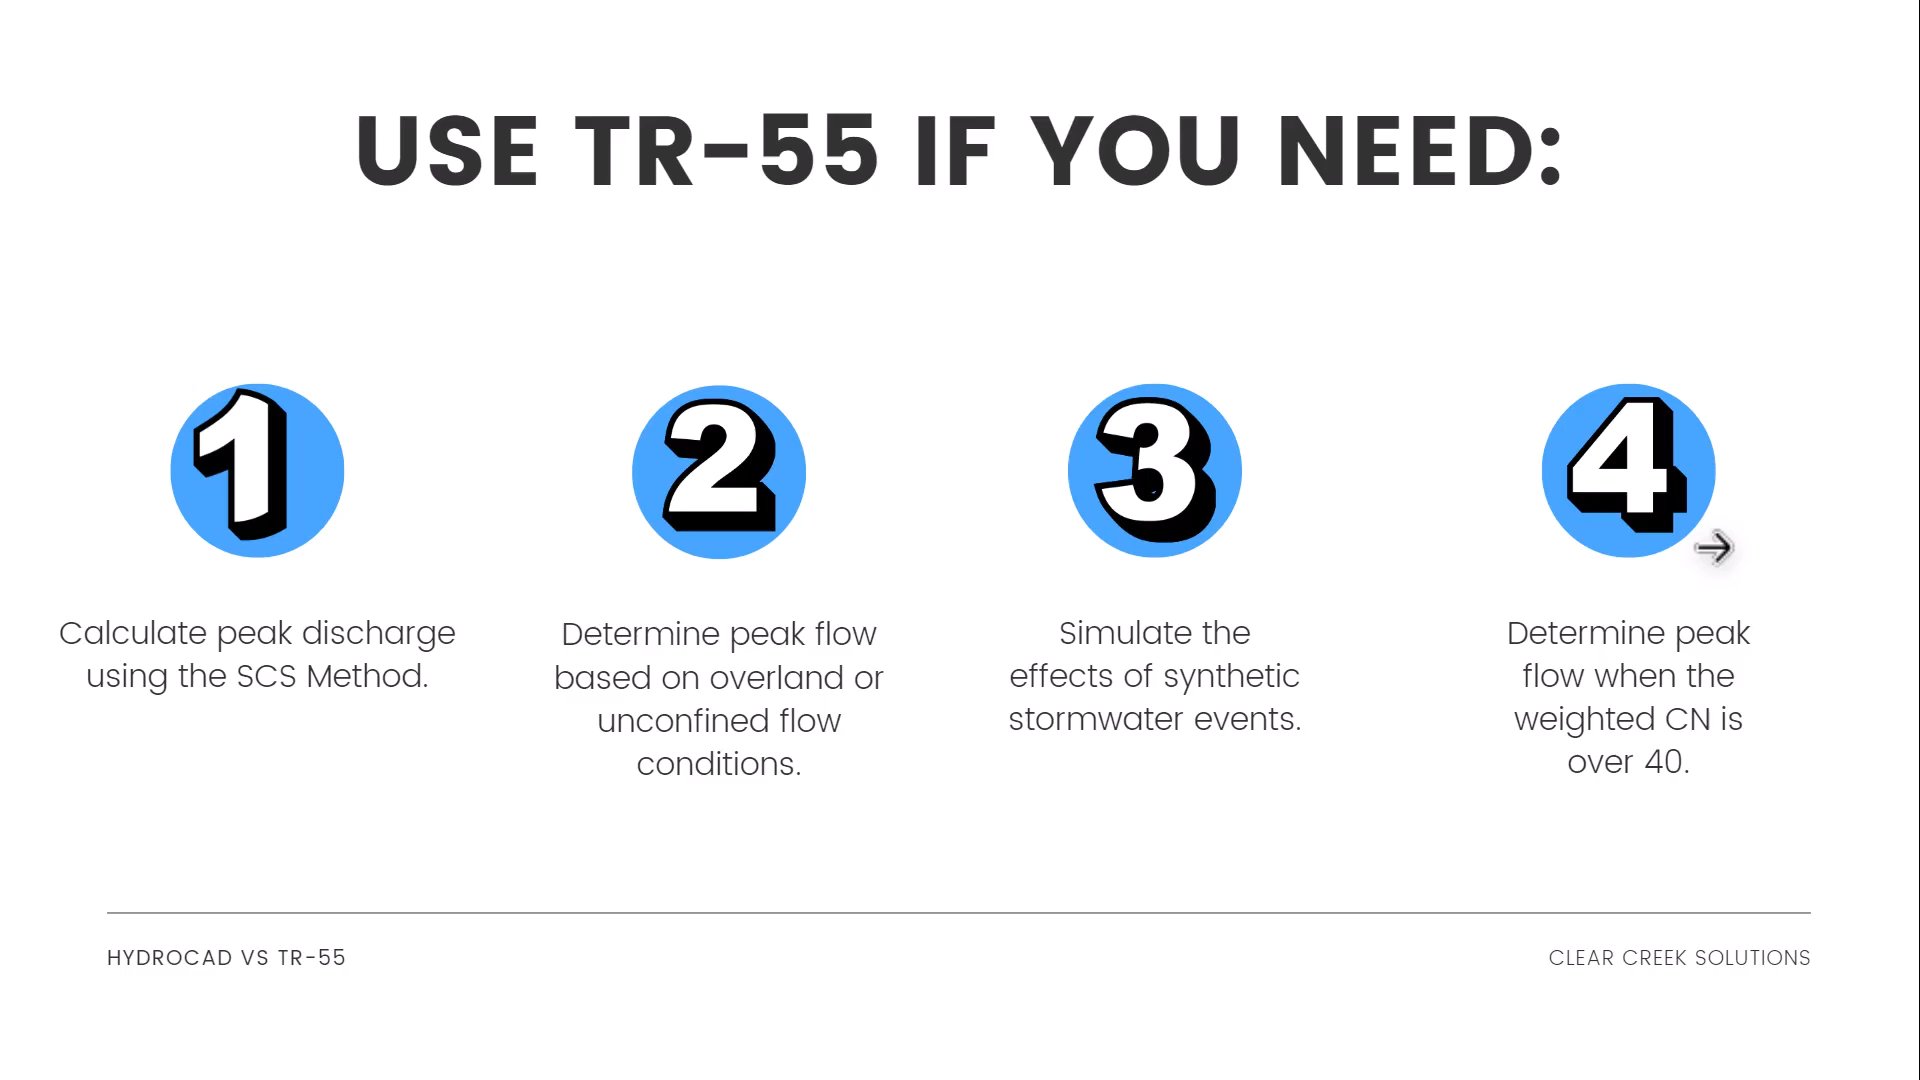 USE TR-55 IF YOU NEED:
1
Calculate peak discharge
using the SCS Method.
2
Determine peak flow
based on overland or
unconfined flow
conditions.
3
Simulate the
effects of synthetic
stormwater events.
4
Determine peak
flow when the
weighted CN is
over 40.
HYDROCAD VS TR-55
CLEAR CREEK SOLUTIONS